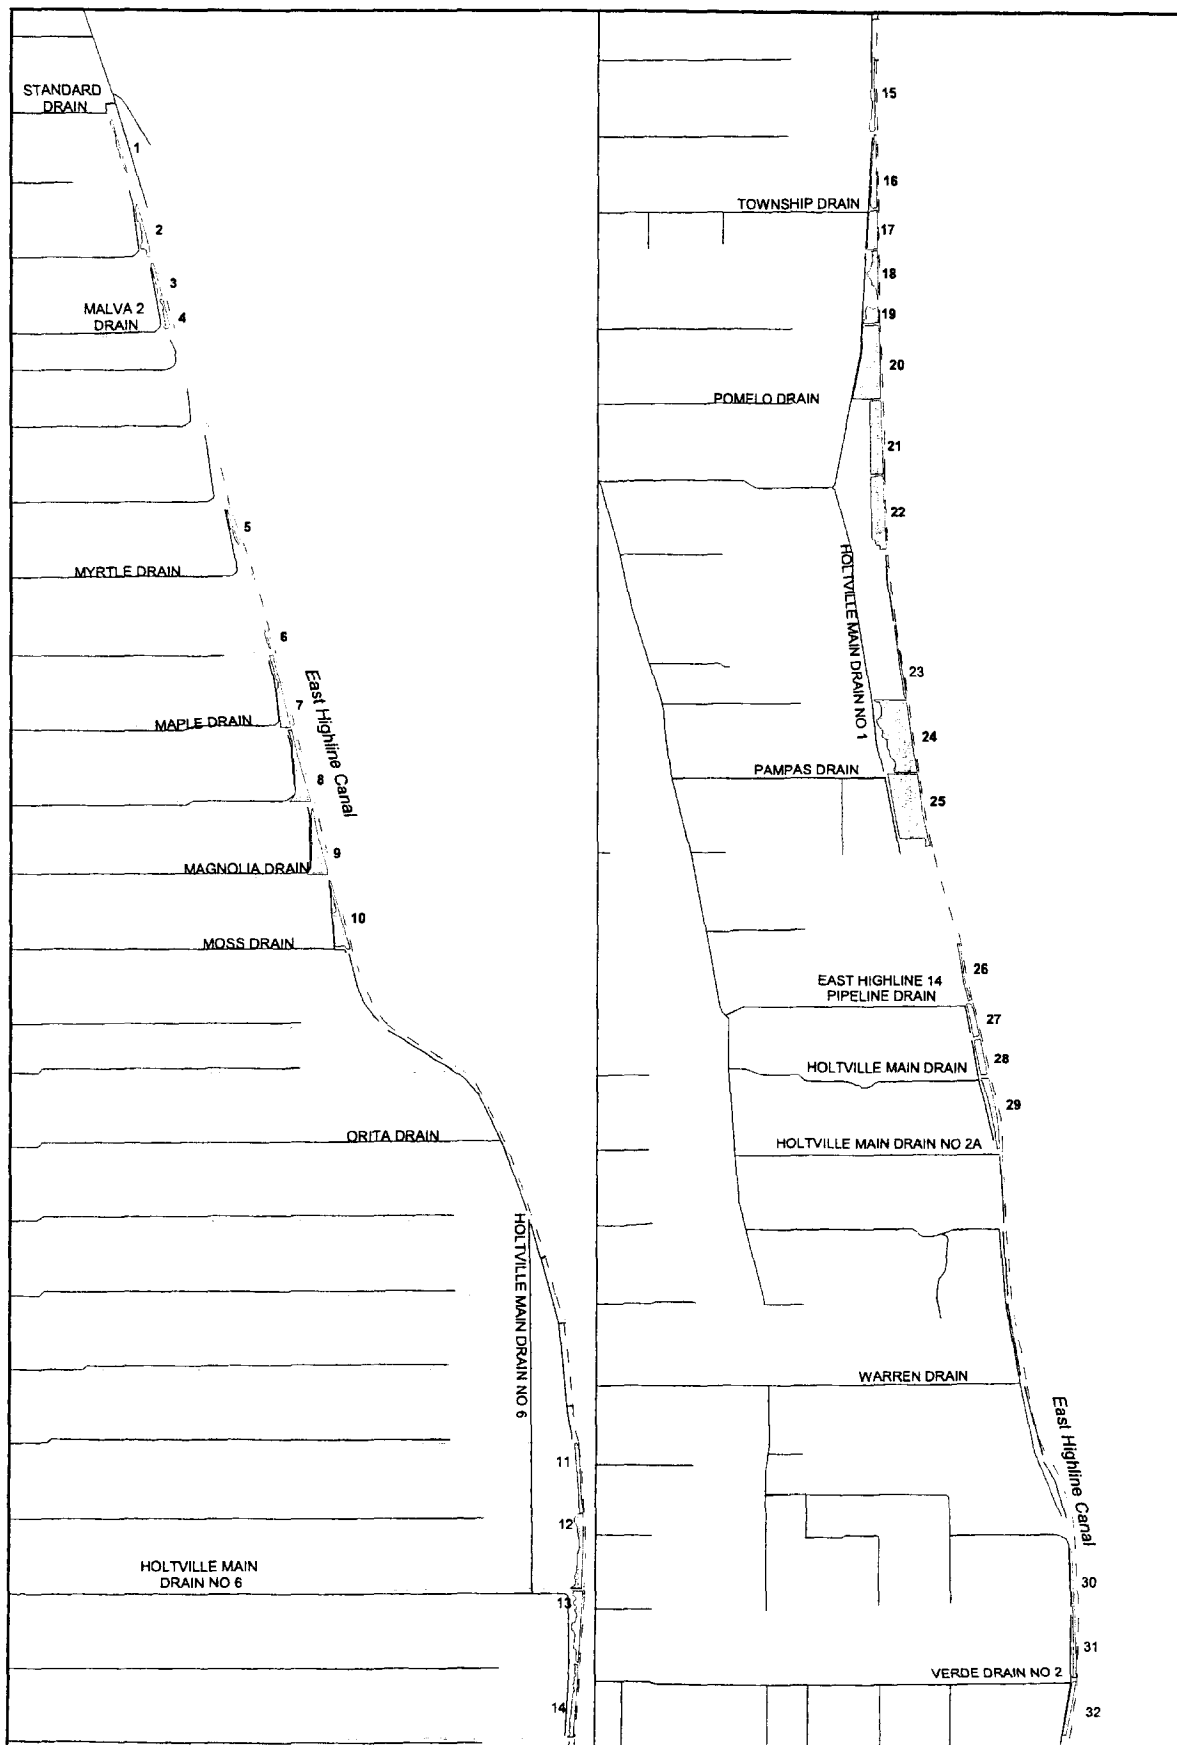 STANDARD
DRAIN
1
2
3
MALVA 2
DRAIN
4
5
MYRTLE DRAIN
6
7
MAPLE DRAIN
East Highline Canal
8
9
MAGNOLIA DRAIN
10
MOSS DRAIN
ORITA DRAIN
HOLTVILLE MAIN DRAIN NO 6
11
12
HOLTVILLE MAIN
DRAIN NO 6
13
14
15
16
TOWNSHIP DRAIN
17
18
19
20
POMELO DRAIN
21
22
HOLTVILLE MAIN DRAIN NO 1
23
24
PAMPAS DRAIN
25
26
EAST HIGHLINE 14
PIPELINE DRAIN
27
28
HOLTVILLE MAIN DRAIN
29
HOLTVILLE MAIN DRAIN NO 2A
WARREN DRAIN
East Highline Canal
30
31
VERDE DRAIN NO 2
32